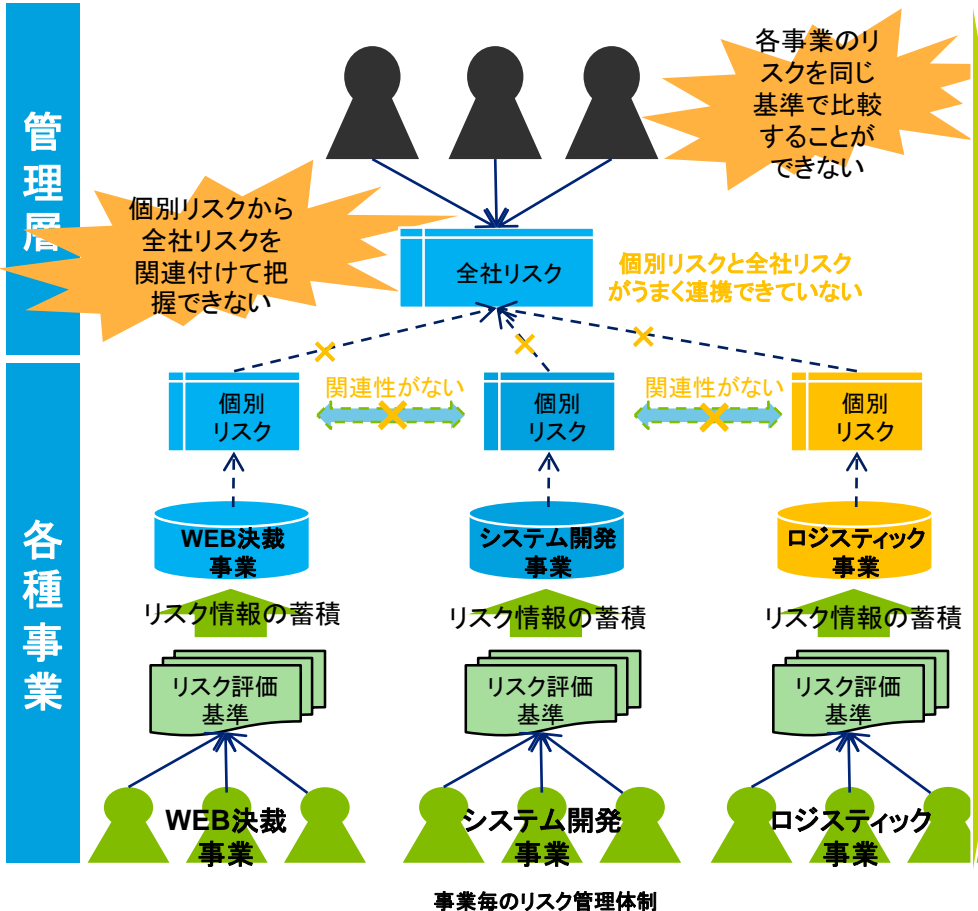 管理層
各事業のリ
スクを同じ
基準で比較
することが
できない
個別リスクから
全社リスクを
関連付けて把
握できない
全社リスク
個別リスクと全社リスク
がうまく連携できていない
各種事業
個別
リスク
関連性がない
個別
リスク
関連性がない
個別
リスク
WEB決裁
事業
システム開発
事業
ロジスティック
事業
リスク情報の蓄積
リスク情報の蓄積
リスク情報の蓄積
リスク評価
基準
リスク評価
基準
リスク評価
基準
WEB決裁
事業
システム開発
事業
ロジスティック
事業
事業毎のリスク管理体制